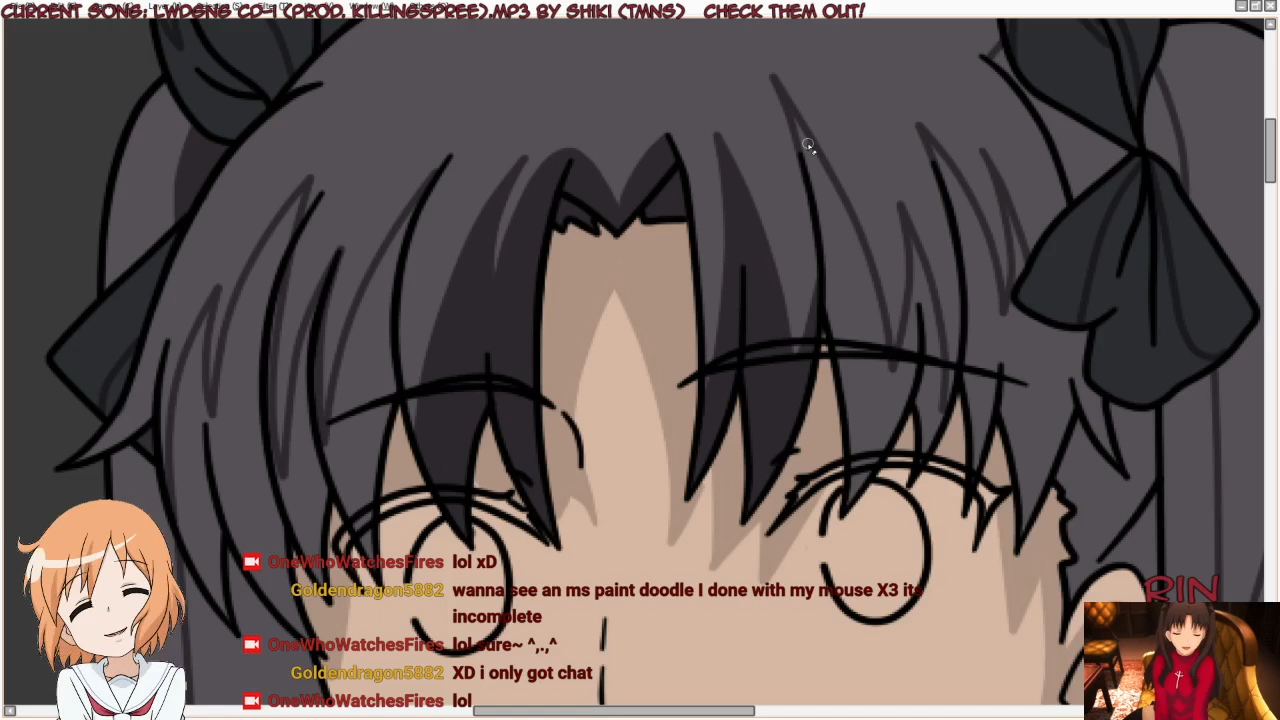 CURRENT SONG: LWDGNG CD-1 (PROD. KILLINGSPREE).MP3 BY SHIKI (TMNS)   CHECK THEM OUT!
OneWhoWatchesFires lol xD
Goldendragon5882 wanna see an ms paint doodle I done with my mouse X3 its
incomplete
OneWhoWatchesFires lol sure~ ^,.,^
Goldendragon5882 XD i only got chat
OneWhoWatchesFires lol
RIN